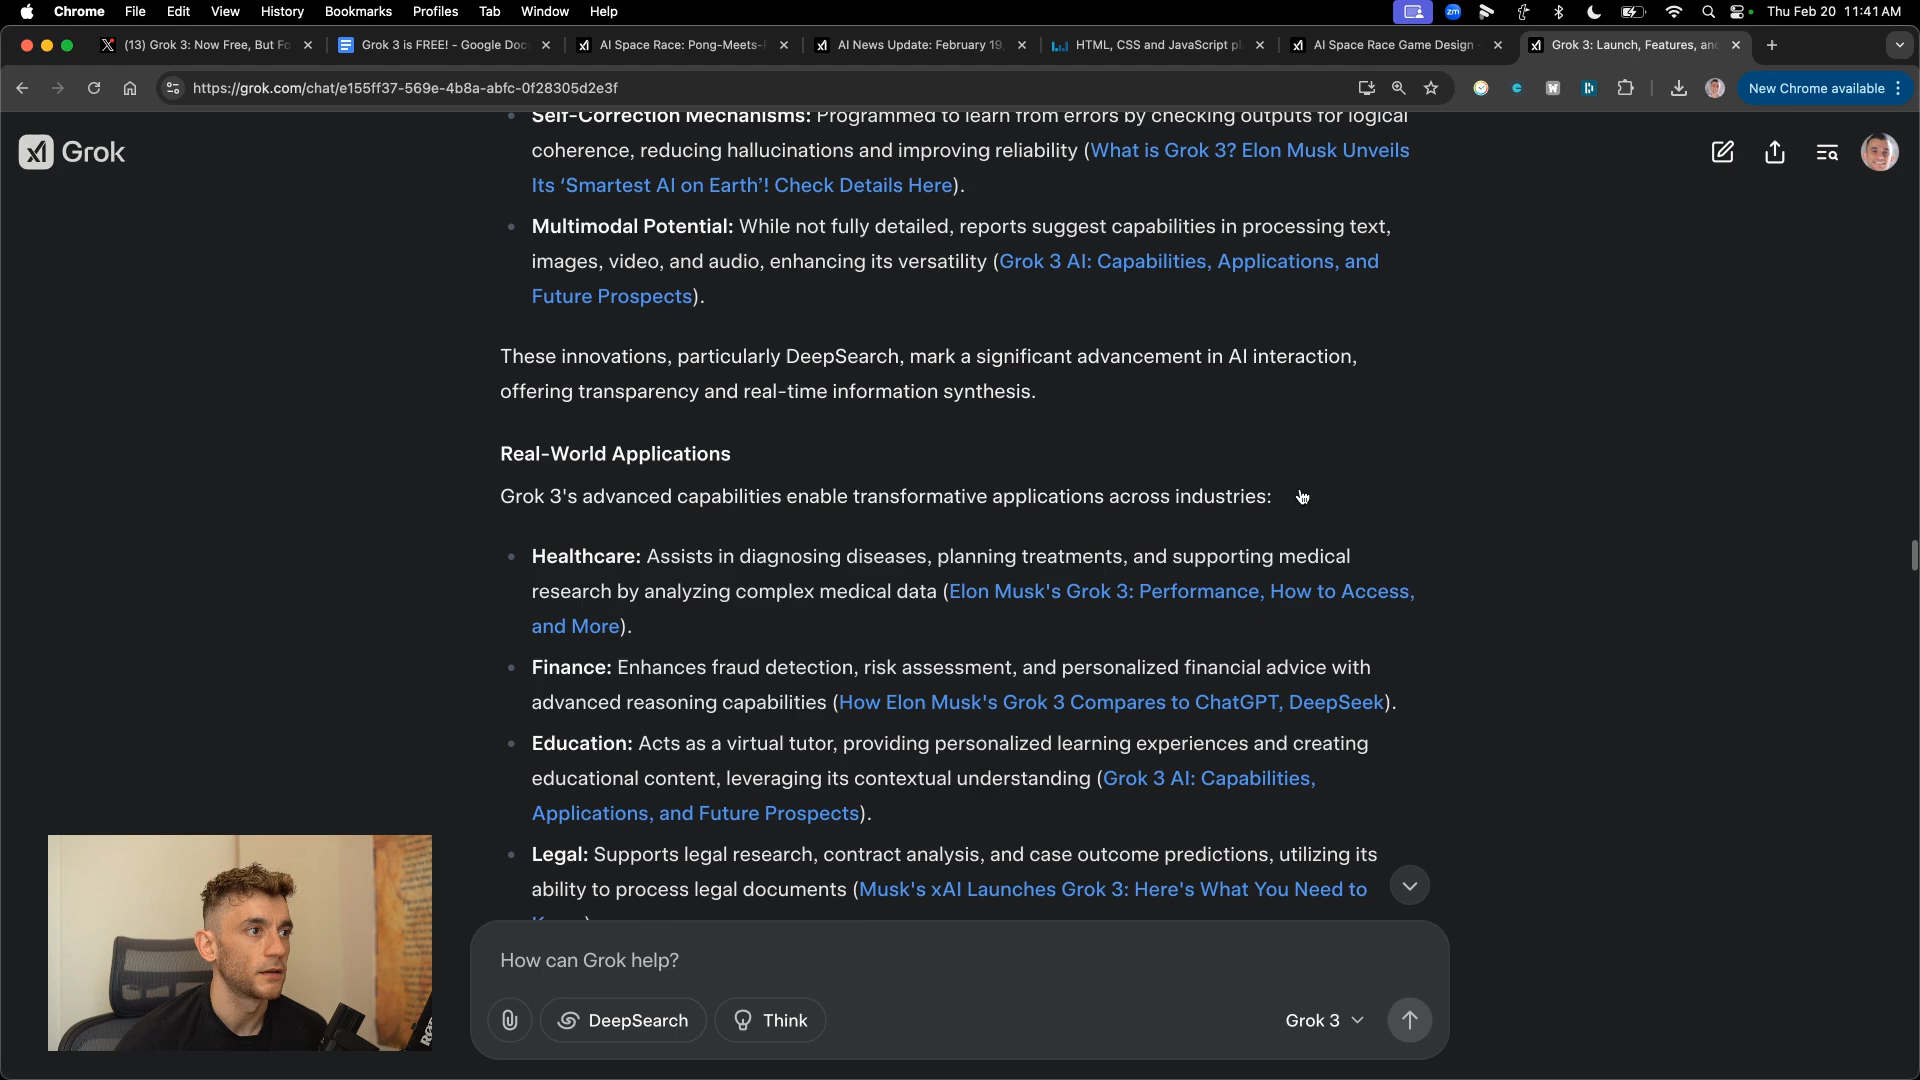 Chrome File Edit View History Bookmarks Profiles Tab Window Help
zm
Thu Feb 20 11:41 AM
(13) Grok 3: Now Free, But Fo
Grok 3 is FREE! - Google Doc
AI Space Race: Pong-Meets-
AI News Update: February 19,
HTML, CSS and JavaScript pl
AI Space Race Game Design
Grok 3: Launch, Features, an
https://grok.com/chat/e155ff37-569e-4b8a-abfc-0f28305d2e3f
New Chrome available
Grok
Self-Correction Mechanisms: Programmed to learn from errors by checking outputs for logical
coherence, reducing hallucinations and improving reliability (What is Grok 3? Elon Musk Unveils
Its ‘Smartest AI on Earth’! Check Details Here).
Multimodal Potential: While not fully detailed, reports suggest capabilities in processing text,
images, video, and audio, enhancing its versatility (Grok 3 AI: Capabilities, Applications, and
Future Prospects).
These innovations, particularly DeepSearch, mark a significant advancement in AI interaction,
offering transparency and real-time information synthesis.
Real-World Applications
Grok 3's advanced capabilities enable transformative applications across industries:
Healthcare: Assists in diagnosing diseases, planning treatments, and supporting medical
research by analyzing complex medical data (Elon Musk's Grok 3: Performance, How to Access,
and More).
Finance: Enhances fraud detection, risk assessment, and personalized financial advice with
advanced reasoning capabilities (How Elon Musk's Grok 3 Compares to ChatGPT, DeepSeek).
Education: Acts as a virtual tutor, providing personalized learning experiences and creating
educational content, leveraging its contextual understanding (Grok 3 AI: Capabilities,
Applications, and Future Prospects).
Legal: Supports legal research, contract analysis, and case outcome predictions, utilizing its
ability to process legal documents (Musk's xAI Launches Grok 3: Here's What You Need to
How can Grok help?
DeepSearch
Think
Grok 3